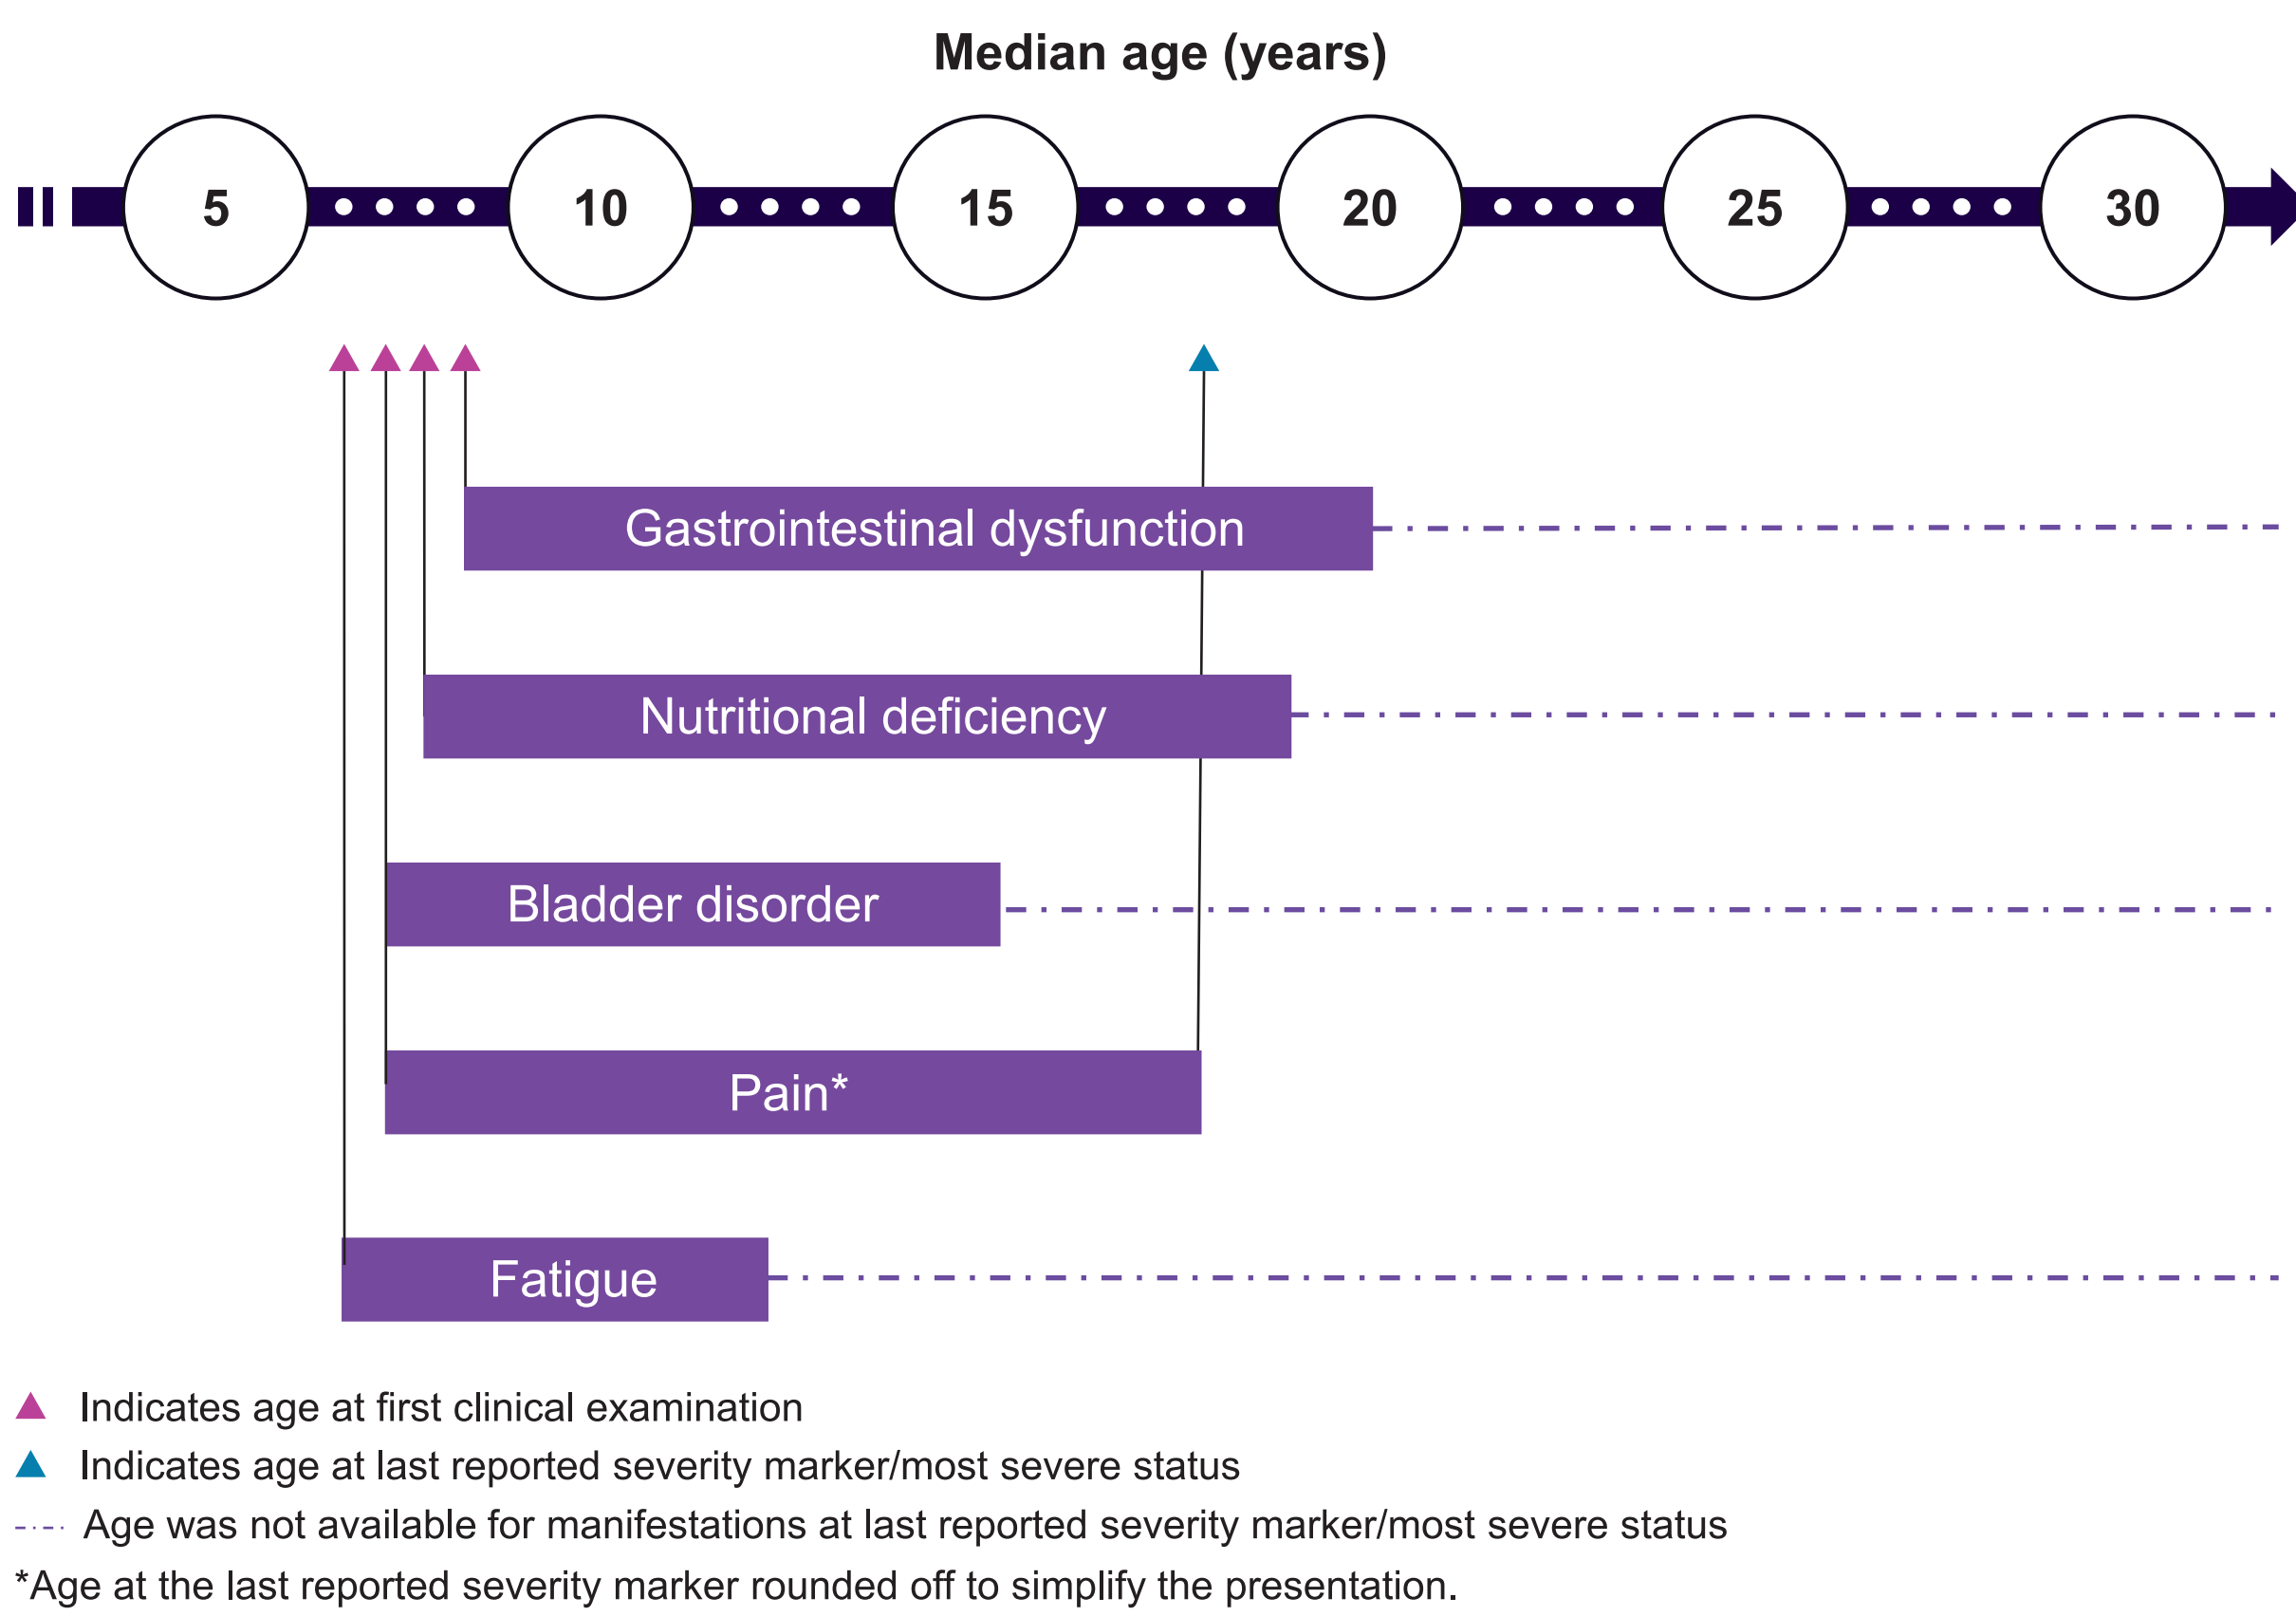 Median age (years)
5 10 15 20 25 30
Gastrointestinal dysfunction
Nutritional deficiency
Bladder disorder
Pain*
Fatigue
Indicates age at first clinical examination
Indicates age at last reported severity marker/most severe status
Age was not available for manifestations at last reported severity marker/most severe status
*Age at the last reported severity marker rounded off to simplify the presentation.